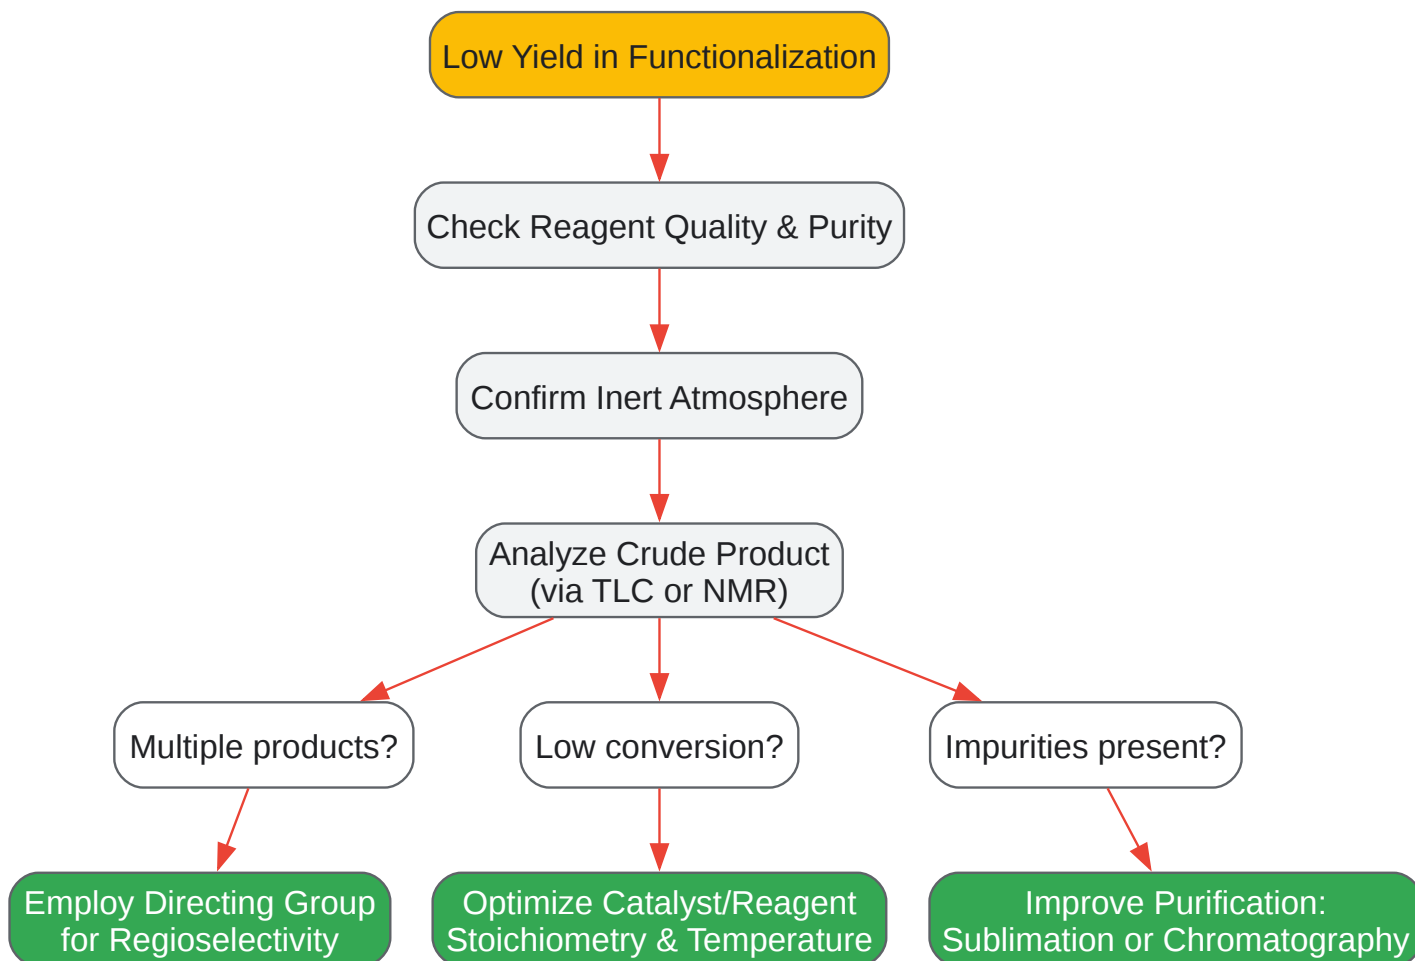 Low Yield in Functionalization
Check Reagent Quality & Purity
Confirm Inert Atmosphere
Analyze Crude Product
(via TLC or NMR)
Multiple products?
Low conversion?
Impurities present?
Employ Directing Group
for Regioselectivity
Optimize Catalyst/Reagent
Stoichiometry & Temperature
Improve Purification:
Sublimation or Chromatography